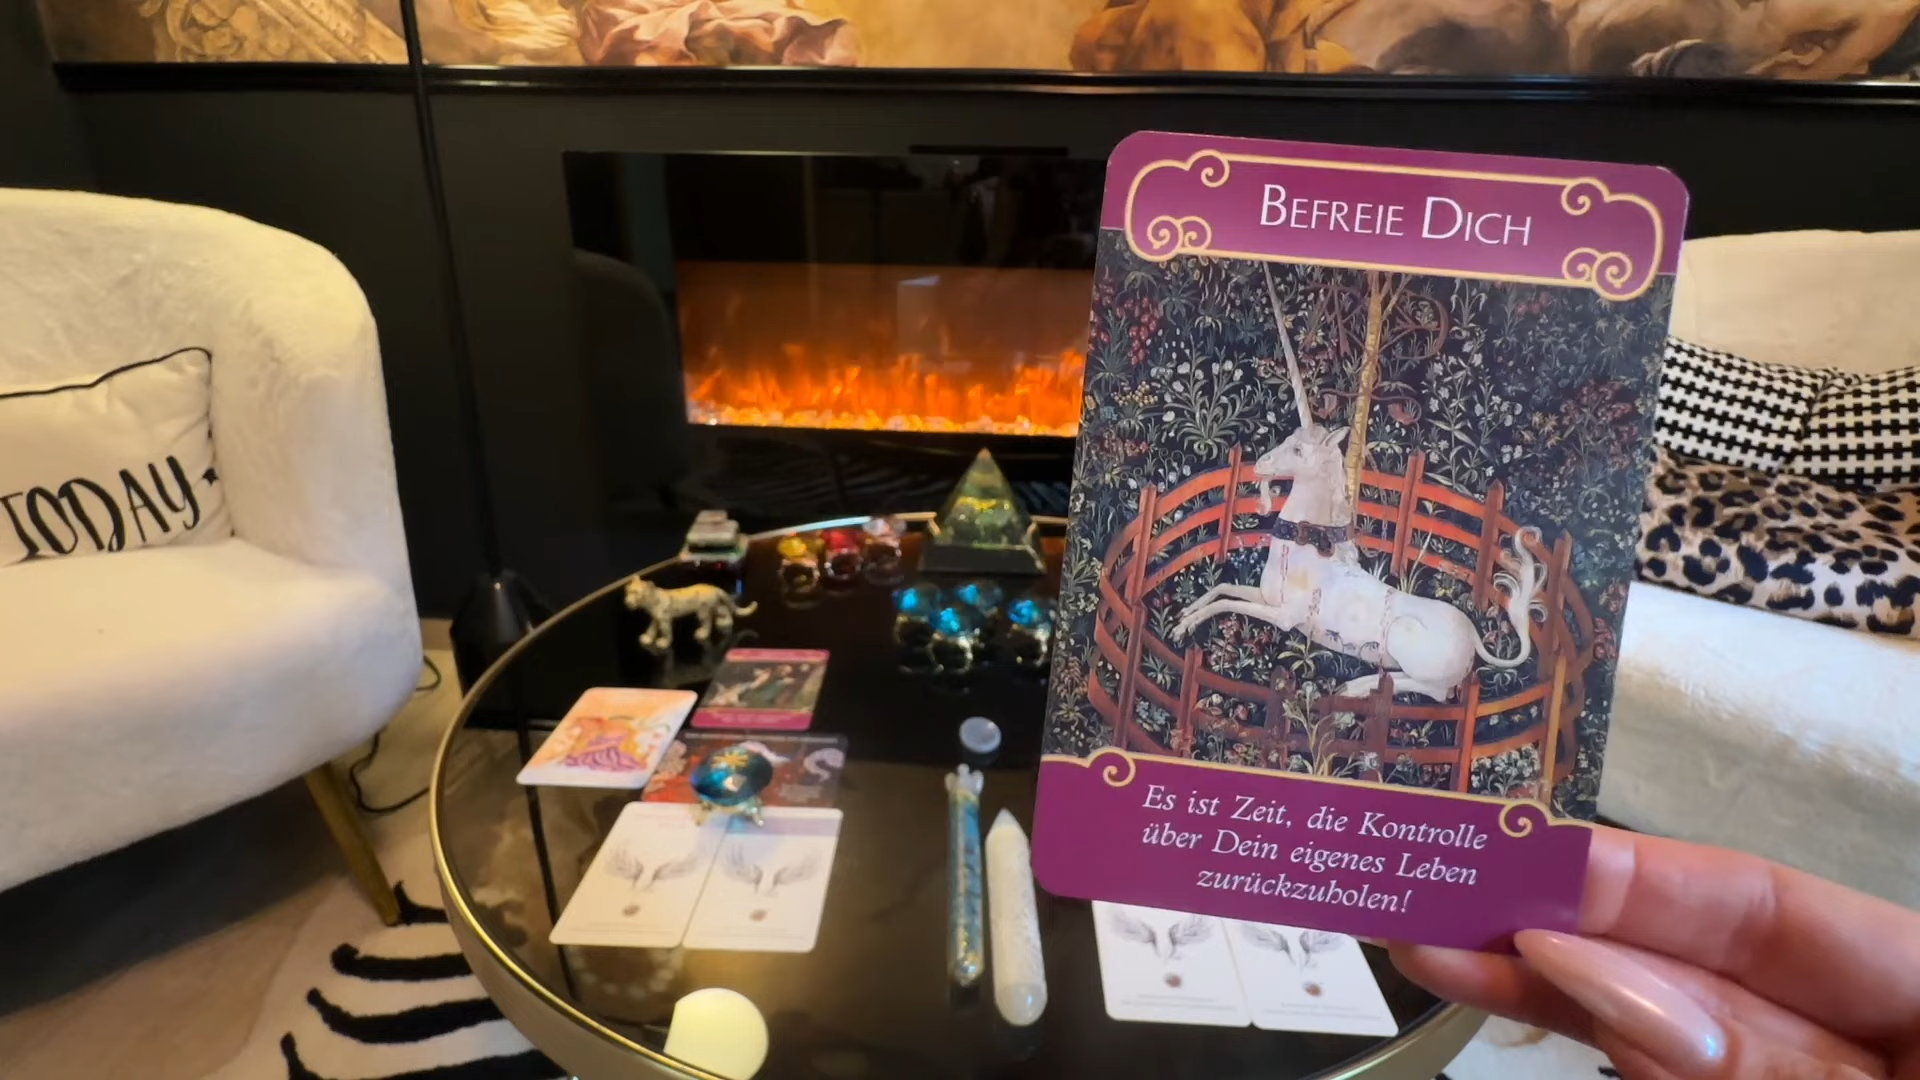 BEFREIE DICH
Es ist Zeit, die Kontrolle
über Dein eigenes Leben
zurückzuholen!
TODAY